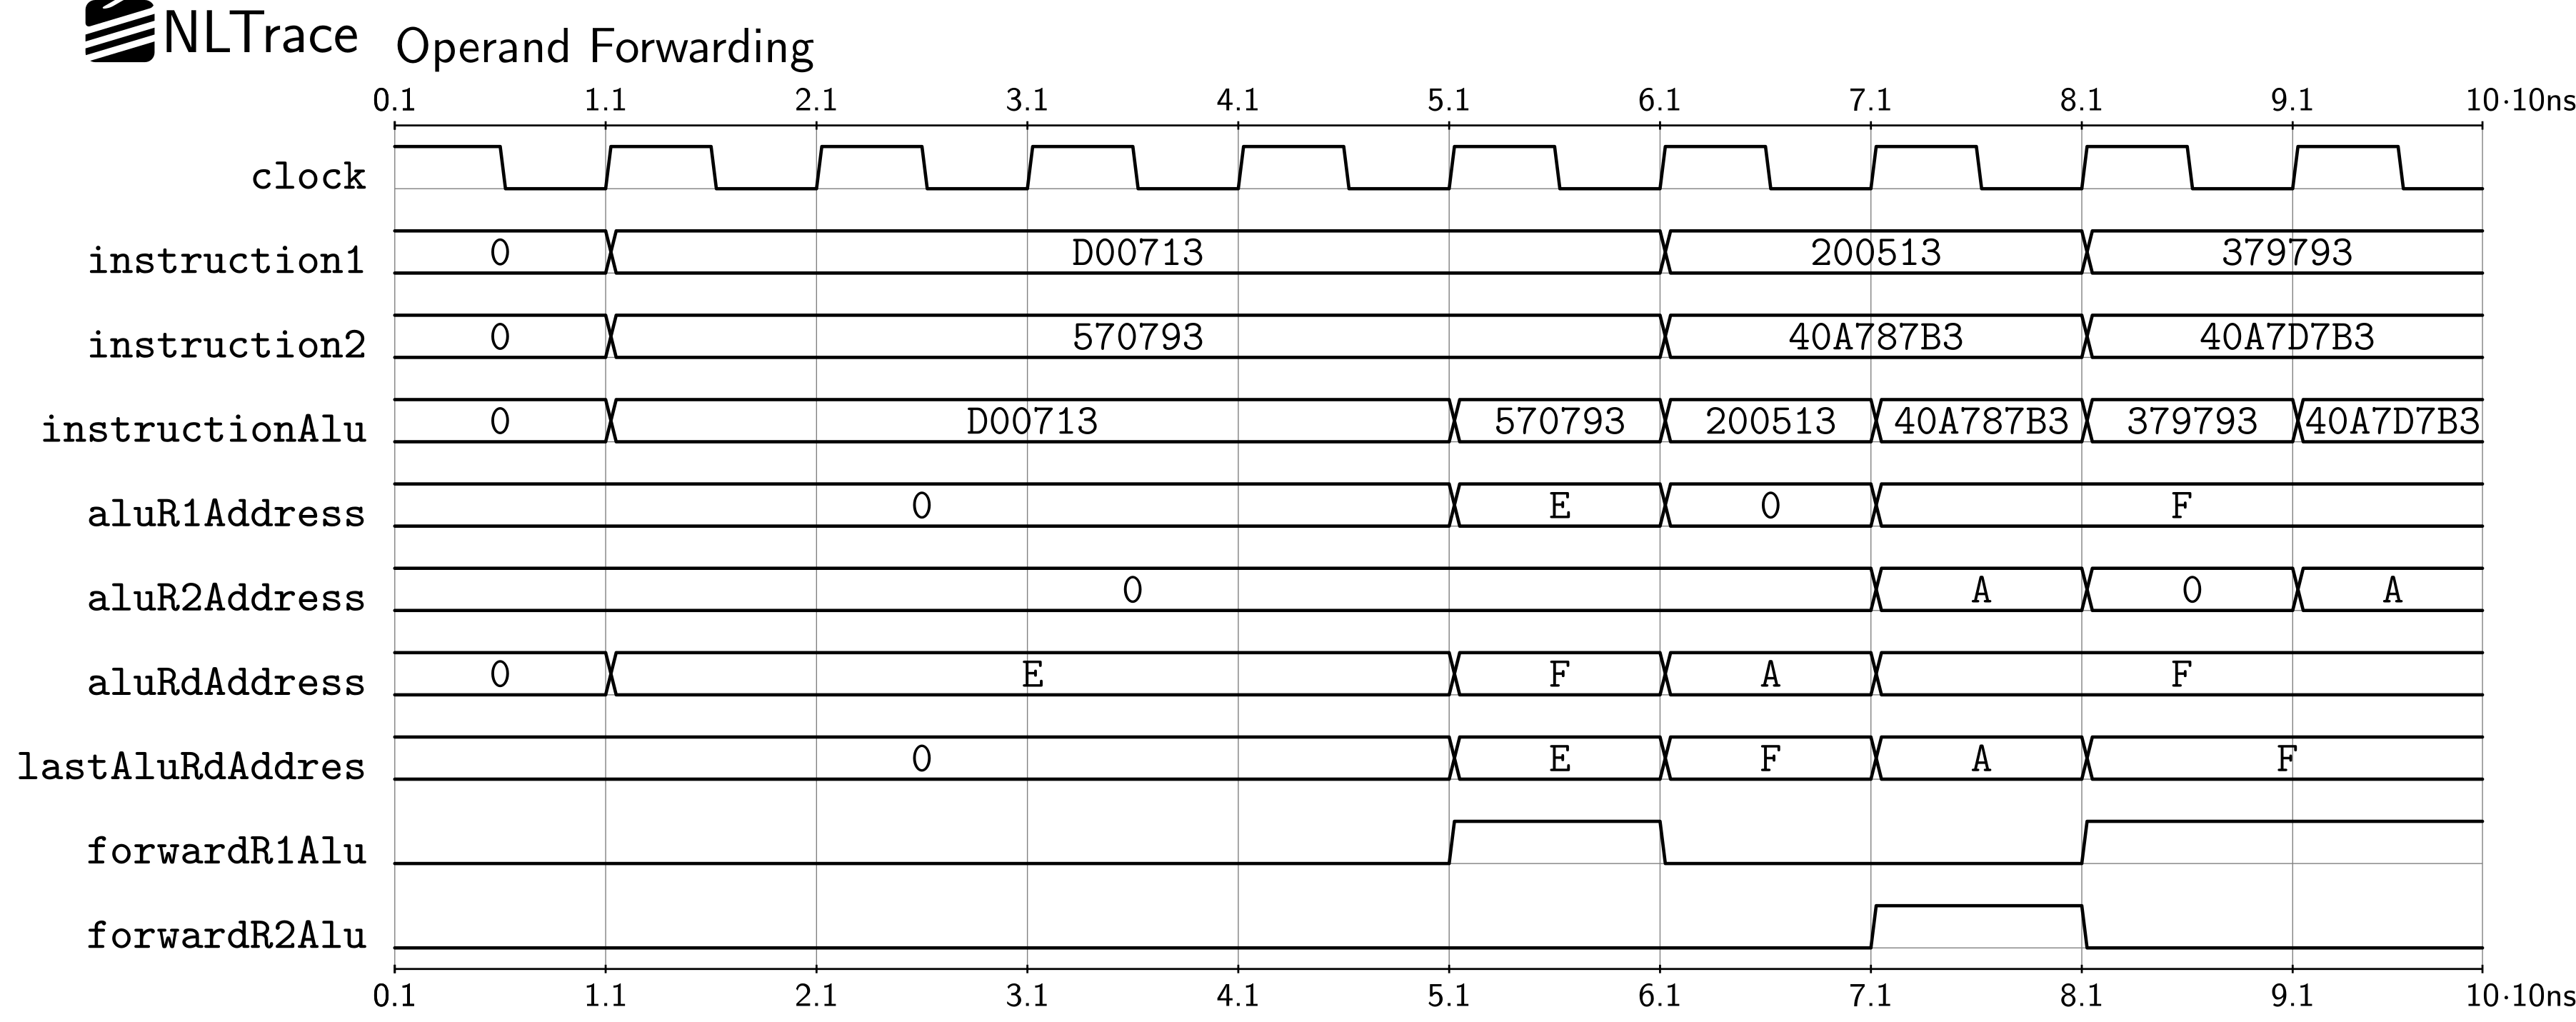 NLTrace Operand Forwarding
0.1 1.1 2.1 3.1 4.1 5.1 6.1 7.1 8.1 9.1 10·10ns
clock
instruction1 0 D00713 200513 379793
instruction2 0 570793 40A787B3 40A7D7B3
instructionAlu 0 D00713 570793 200513 40A787B3 379793 40A7D7B3
aluR1Address 0 E 0 F
aluR2Address 0 A 0 A
aluRdAddress 0 E F A F
lastAluRdAddres 0 E F A F
forwardR1Alu
forwardR2Alu
0.1 1.1 2.1 3.1 4.1 5.1 6.1 7.1 8.1 9.1 10·10ns